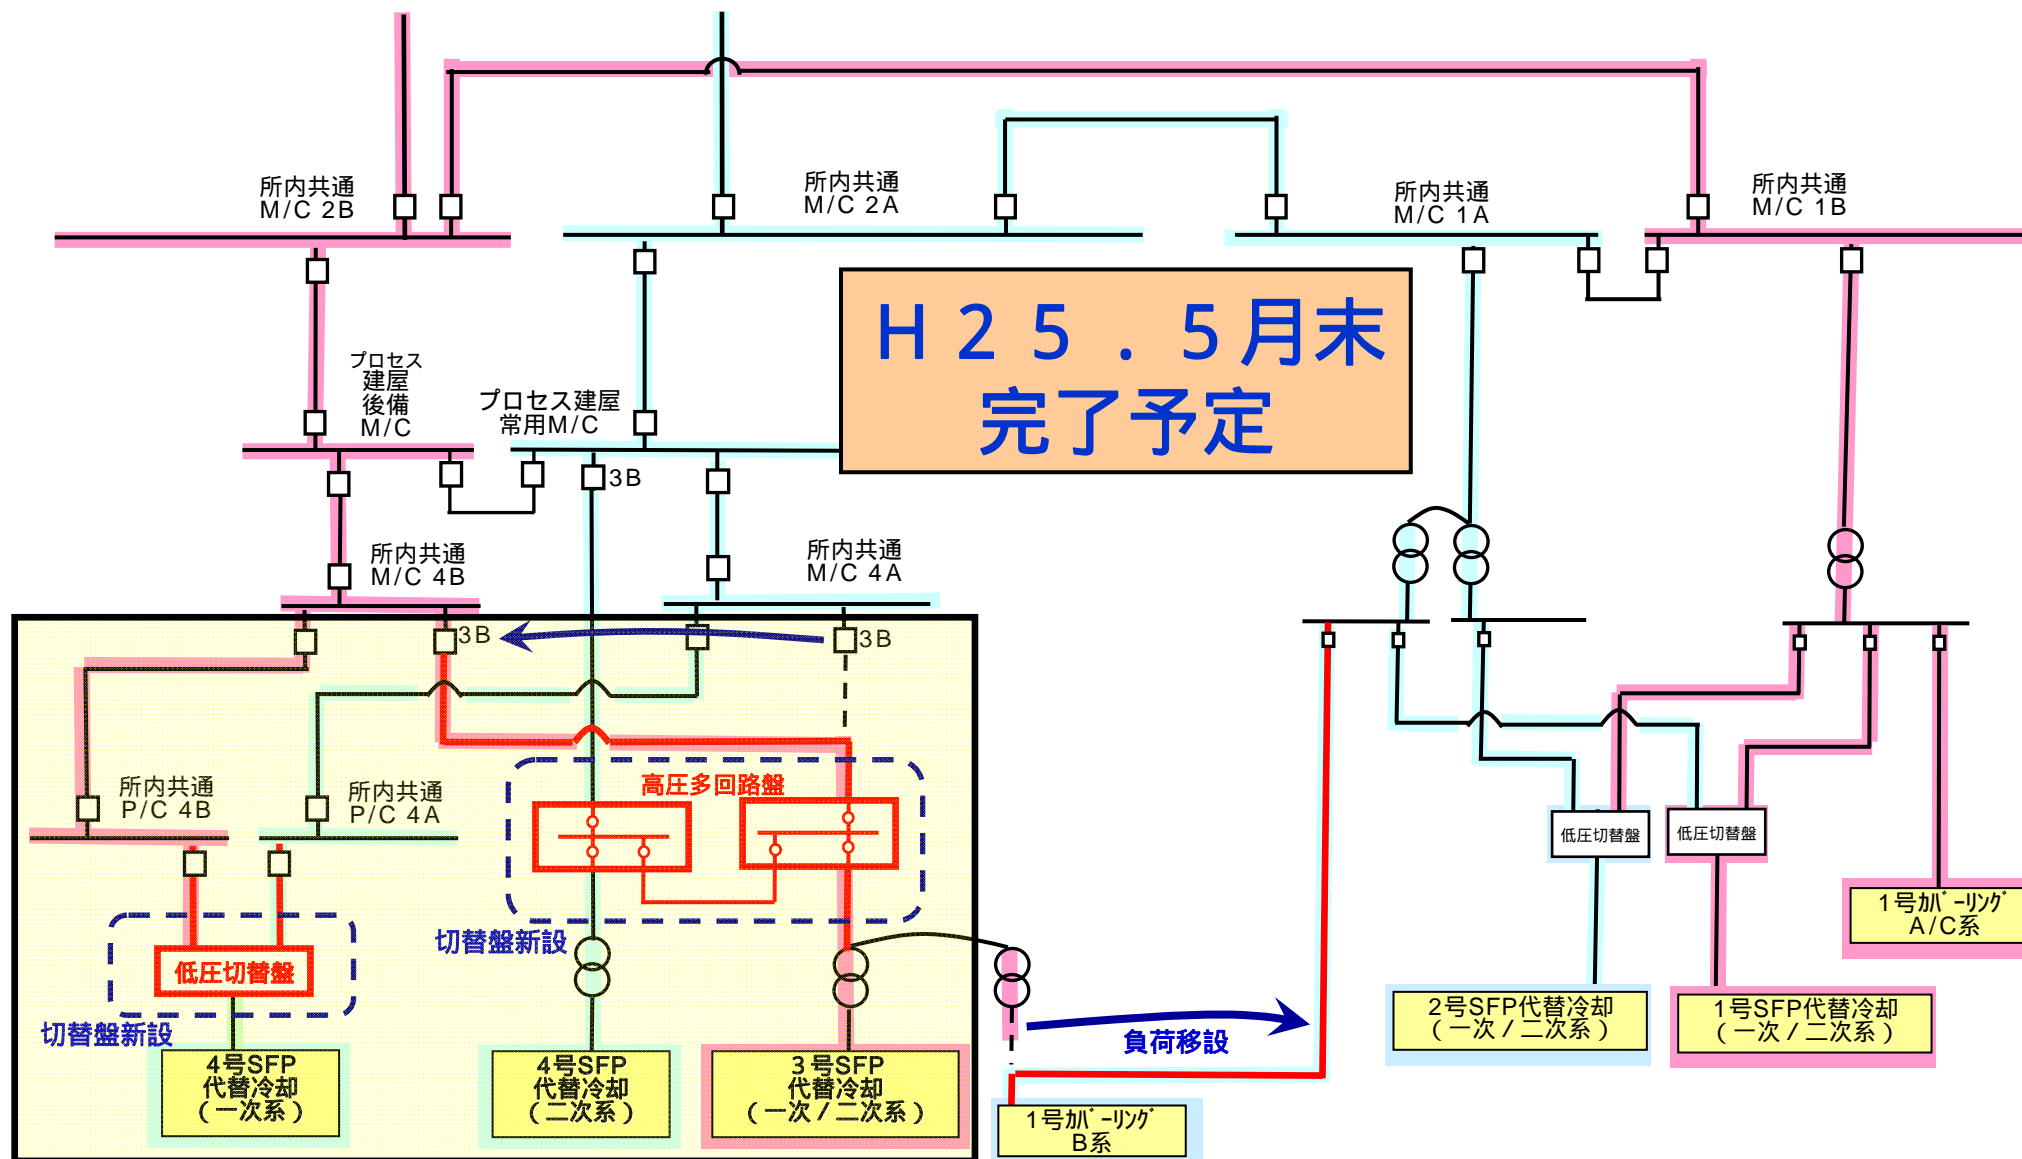 所内共通
M/C 2B
所内共通
M/C 2A
所内共通
M/C 1A
所内共通
M/C 1B
H25.5月末
完了予定
プロセス
建屋
後備
M/C
プロセス建屋
常用M/C
3B
所内共通
M/C 4B
所内共通
M/C 4A
3B
3B
所内共通
P/C 4B
所内共通
P/C 4A
高圧多回路盤
低圧切替盤
低圧切替盤
切替盤新設
低圧切替盤
切替盤新設
1号ｶﾊﾞｰﾘﾝｸﾞ
A/C系
2号SFP代替冷却
(一次/二次系)
1号SFP代替冷却
(一次/二次系)
負荷移設
4号SFP
代替冷却
(一次系)
4号SFP
代替冷却
(二次系)
3号SFP
代替冷却
(一次/二次系)
1号ｶﾊﾞｰﾘﾝｸﾞ
B系